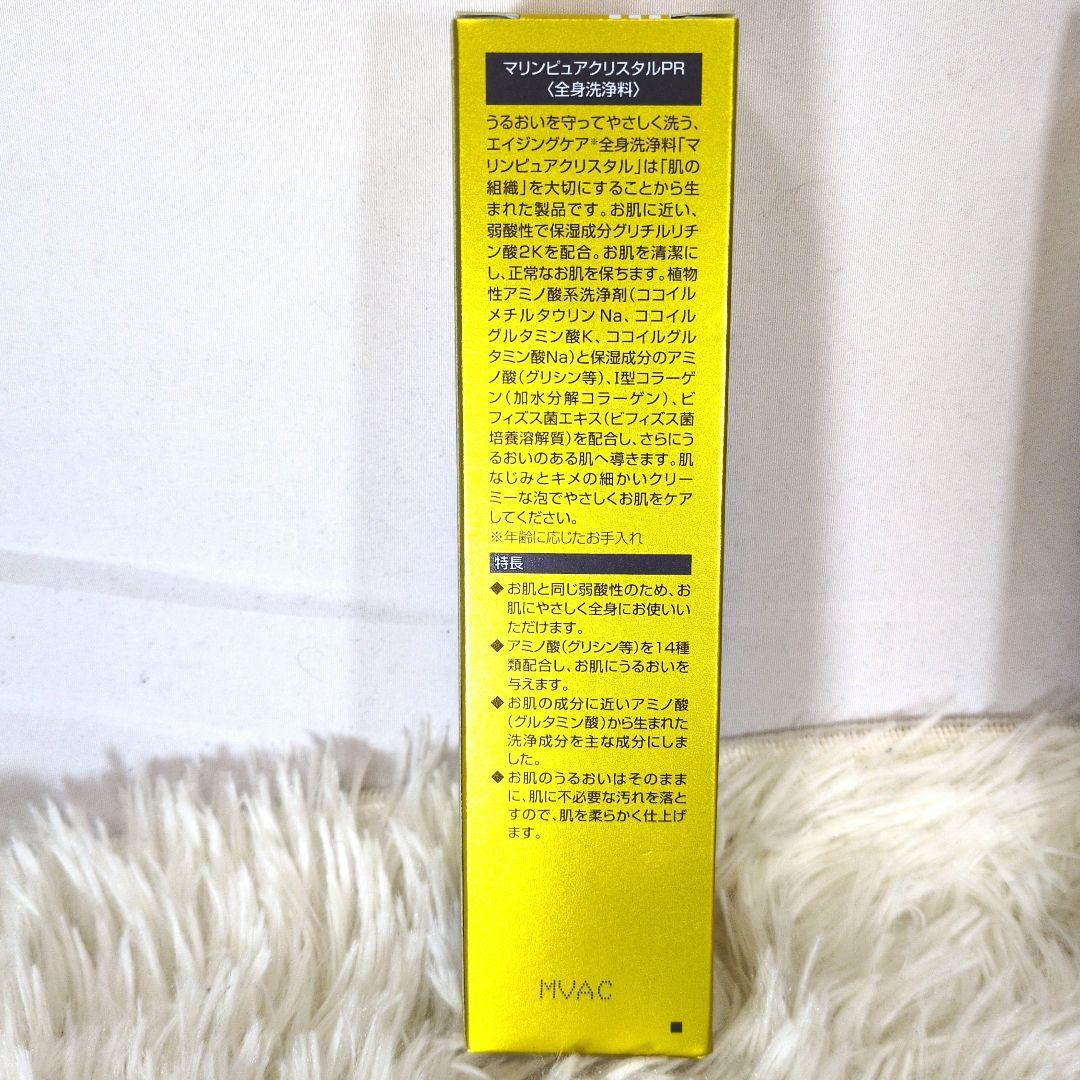 マリンピュアクリスタルPR
〈全身洗浄料〉
うるおいを守ってやさしく洗う、
エイジングケア※全身洗浄料「マ
リンピュアクリスタル」は「肌の
組織」を大切にすることから生
まれた製品です。お肌に近い、
弱酸性で保湿成分グリチルリチ
ン酸2Kを配合。お肌を清潔に
し、正常なお肌を保ちます。植物
性アミノ酸系洗浄剤(ココイル
メチルタウリンNa、ココイル
グルタミン酸K、ココイルグル
タミン酸Na)と保湿成分のアミ
ノ酸(グリシン等)、I型コラーゲ
ン(加水分解コラーゲン)、ビ
フィズス菌エキス(ビフィズス菌
培養溶解質)を配合し、さらにう
るおいのある肌へ導きます。肌
なじみとキメの細かいクリー
ミーな泡でやさしくお肌をケア
してください。
※年齢に応じたお手入れ
特長
◆お肌と同じ弱酸性のため、お
肌にやさしく全身にお使いい
ただけます。
◆アミノ酸(グリシン等)を14種
類配合し、お肌にうるおいを
与えます。
◆お肌の成分に近いアミノ酸
(グルタミン酸)から生まれた
洗浄成分を主な成分にしま
した。
◆お肌のうるおいはそのまま
に、肌に不必要な汚れを落と
すので、肌を柔らかく仕上げ
ます。
MVAC